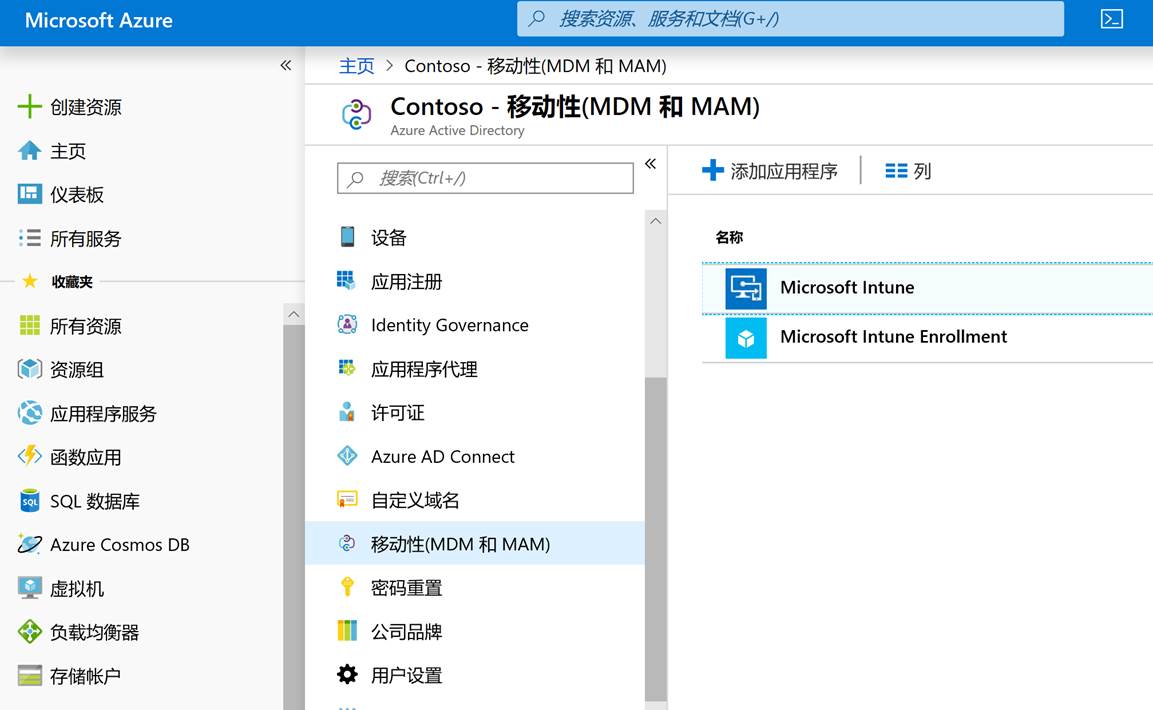 Microsoft Azure
搜索资源、服务和文档(G+/)
主页 > Contoso - 移动性(MDM 和 MAM)
Contoso - 移动性(MDM 和 MAM)
Azure Active Directory
创建资源
主页
仪表板
所有服务
收藏夹
所有资源
资源组
应用程序服务
函数应用
SQL
SQL 数据库
Azure Cosmos DB
虚拟机
负载均衡器
存储帐户
搜索(Ctrl+/)
设备
应用注册
Identity Governance
应用程序代理
许可证
Azure AD Connect
自定义域名
移动性(MDM 和 MAM)
密码重置
公司品牌
用户设置
添加应用程序
列
名称
Microsoft Intune
Microsoft Intune Enrollment